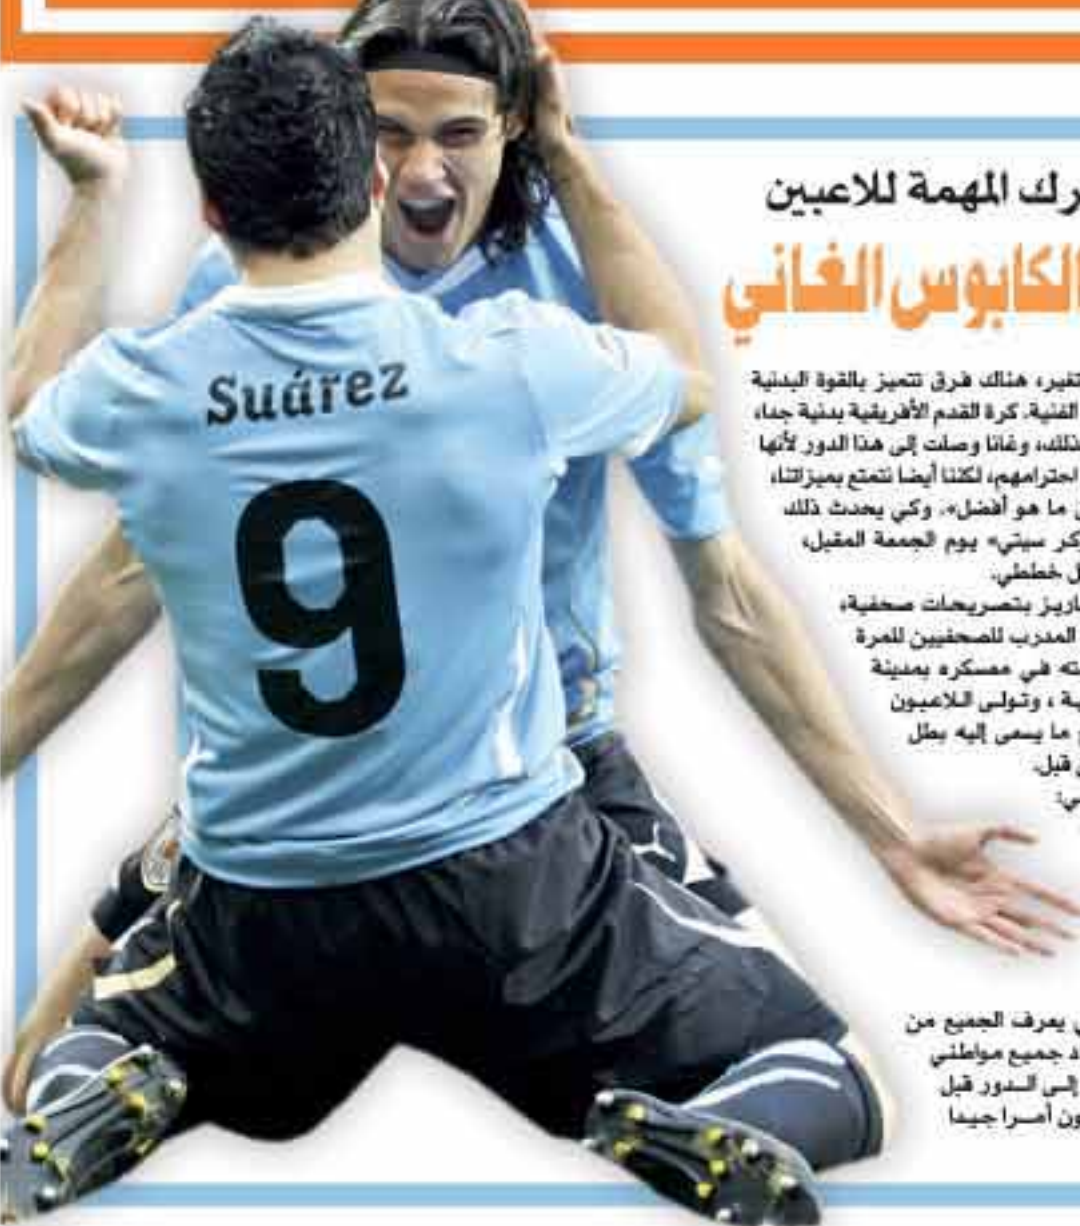 رك المهمة للاعبين
الكابوس الغاني
Suárez
9
تغير، هناك فرق تتميز بالقوة البدنية
الفنية. كرة القدم الأفريقية بدنية جدا،
ذلك، وغانا وصلت إلى هذا الدور لأنها
احترامهم، لكننا أيضا نتمتع بميزاتنا،
ما هو أفضل». وكي يحدث ذلك
كر سيتي» يوم الجمعة المقبل،
ل خططي.
اريز بتصريحات صحفية،
المدرب للصحفيين للمرة
ته في معسكره بمدينة
ية ، وتولى اللاعبون
ما يسعى إليه بطل
قبل.
ي:
ي يعرف الجميع من
د جميع مواطني
إلى الدور قبل
ون أمرا جيدا